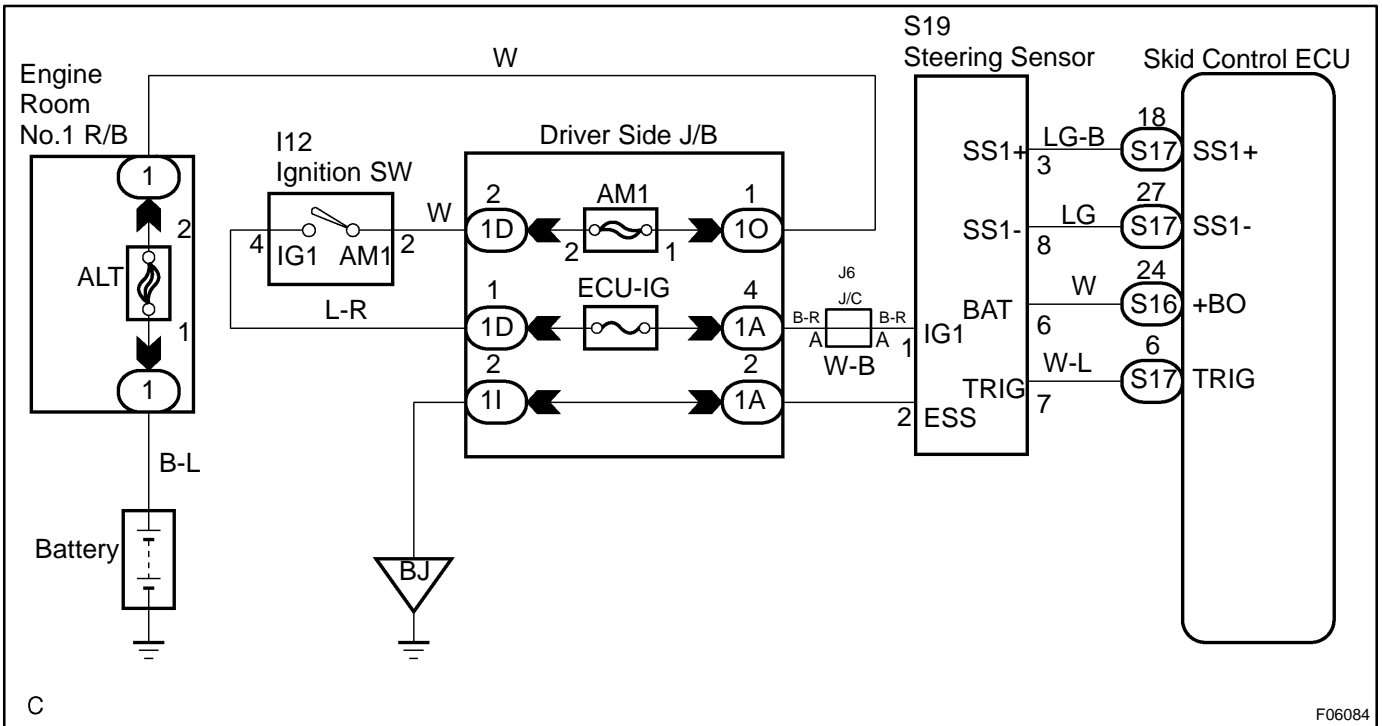 S19
Steering Sensor
Skid Control ECU
W
Engine
Room
No.1 R/B
1
2
ALT
1
1
B-L
Battery
I12
Ignition SW
4
IG1
AM1
2
W
L-R
Driver Side J/B
2
1D
AM1
2
1
1
1O
1
1D
ECU-IG
4
1A
2
1I
2
1A
BJ
J6
J/C
B-R
B-R
A
A
W-B
1
IG1
2
ESS
SS1+
3
LG-B
18
S17
SS1+
SS1-
8
LG
27
S17
SS1-
BAT
6
W
24
S16
+BO
TRIG
7
W-L
6
S17
TRIG
C
F06084